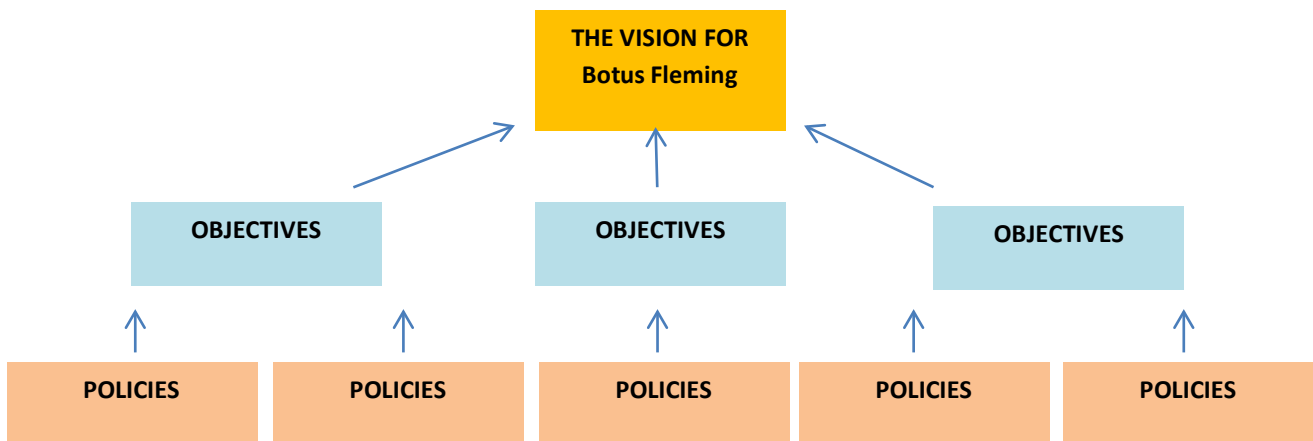 THE VISION FOR
Botus Fleming
OBJECTIVES
OBJECTIVES
OBJECTIVES
POLICIES
POLICIES
POLICIES
POLICIES
POLICIES